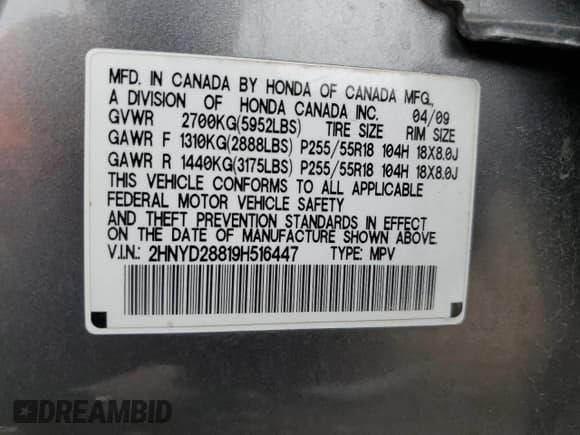 MFD. IN CANADA BY HONDA OF CANADA MFG.,
A DIVISION OF HONDA CANADA INC. 04/09
GVWR 2700KG(5952LBS) TIRE SIZE RIM SIZE
GAWR F 1310KG(2888LBS) P255/55R18 104H 18X8.0J
GAWR R 1440KG(3175LBS) P255/55R18 104H 18X8.0J
THIS VEHICLE CONFORMS TO ALL APPLICABLE
FEDERAL MOTOR VEHICLE SAFETY
AND THEFT PREVENTION STANDARDS IN EFFECT
ON THE DATE OF MANUFACTURE SHOWN ABOVE.
V.I.N.: 2HNYD28819H516447 TYPE: MPV
DREAMBID